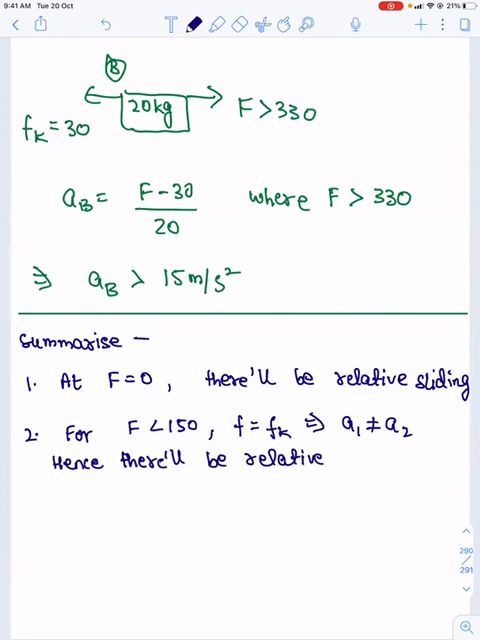 9:41 AM Tue 20 Oct
21%
B
20kg
F > 330
fK = 30
aB = F - 30 / 20 where F > 330
⇒ aB > 15 m/s²
Summarise -
1. At F = 0, there'll be relative sliding
2. For F < 150, f = fK ⇒ a1 ≠ a2
Hence there'll be relative
290
/
291